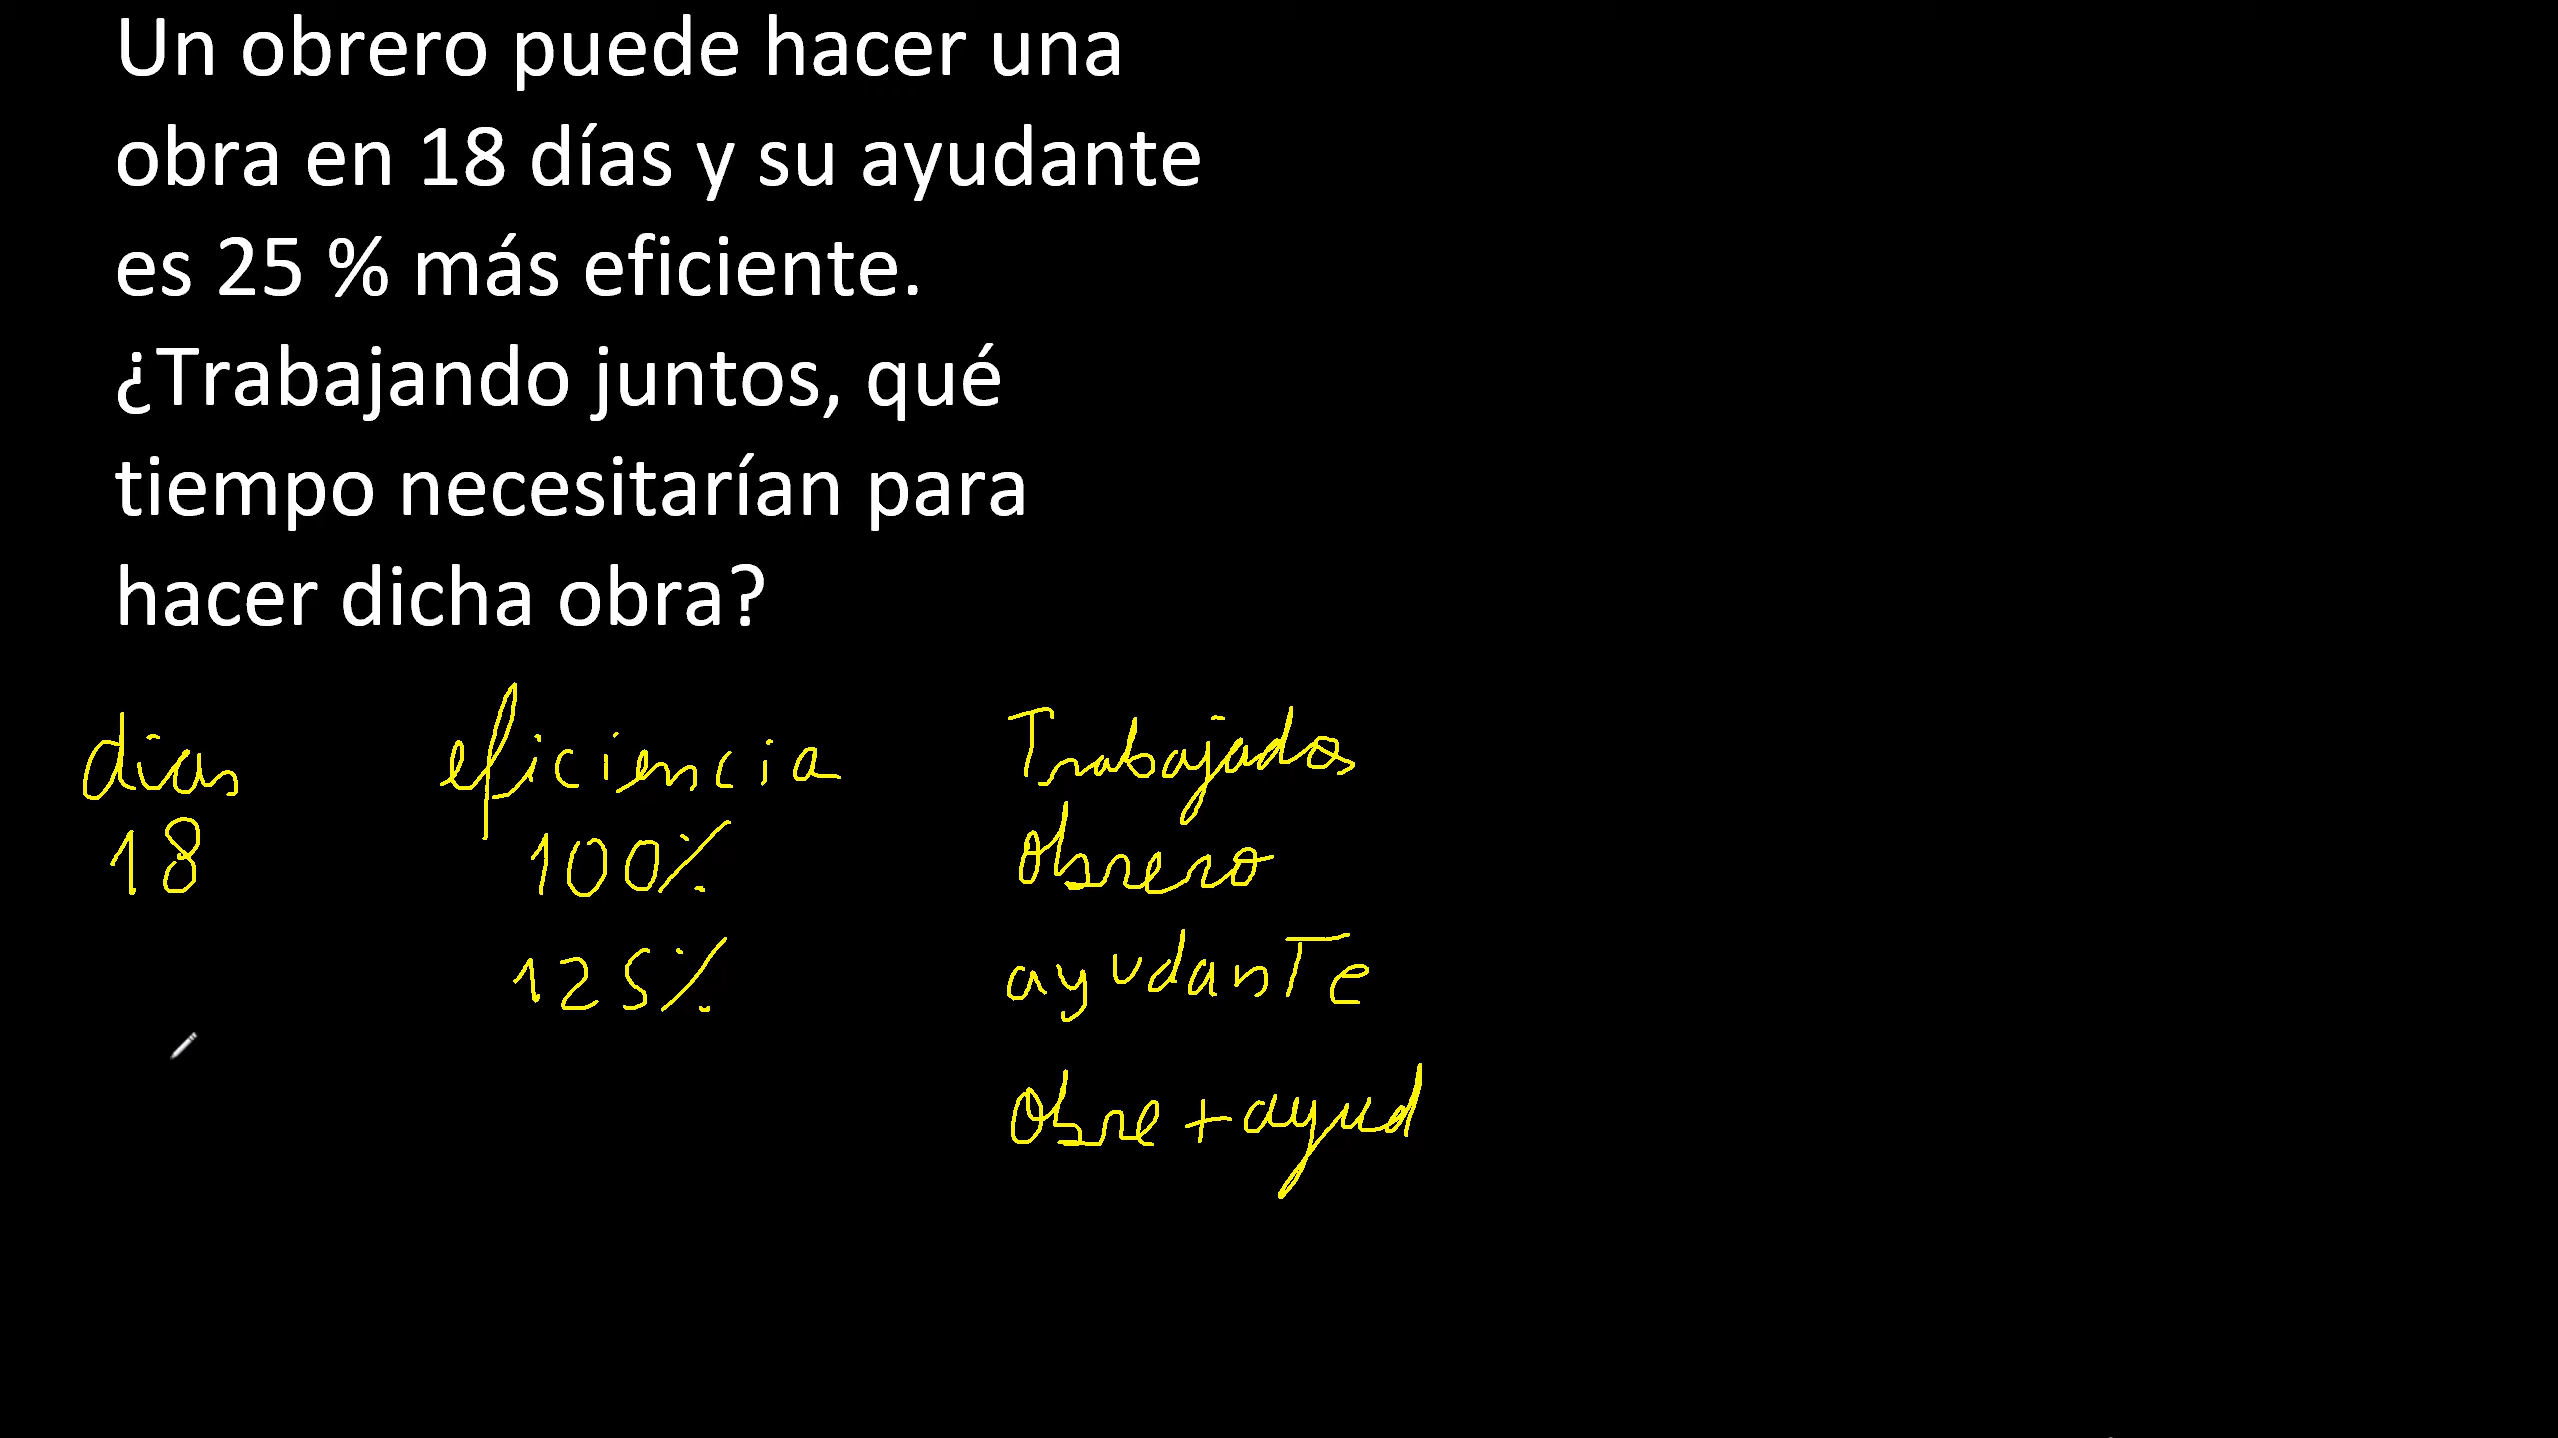 Un obrero puede hacer una
obra en 18 días y su ayudante
es 25 % más eficiente.
¿Trabajando juntos, qué
tiempo necesitarían para
hacer dicha obra?
dias eficiencia Trabajados
18 100% obrero
125% ayudanTe
obre + ayud